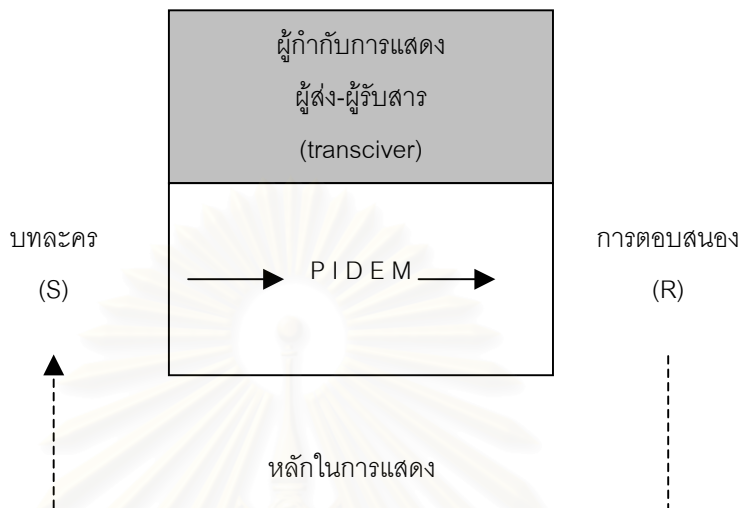 ผู้กำกับการแสดง
ผู้ส่ง-ผู้รับสาร
(transciver)
บทละคร
(S)
P I D E M
การตอบสนอง
(R)
หลักในการแสดง